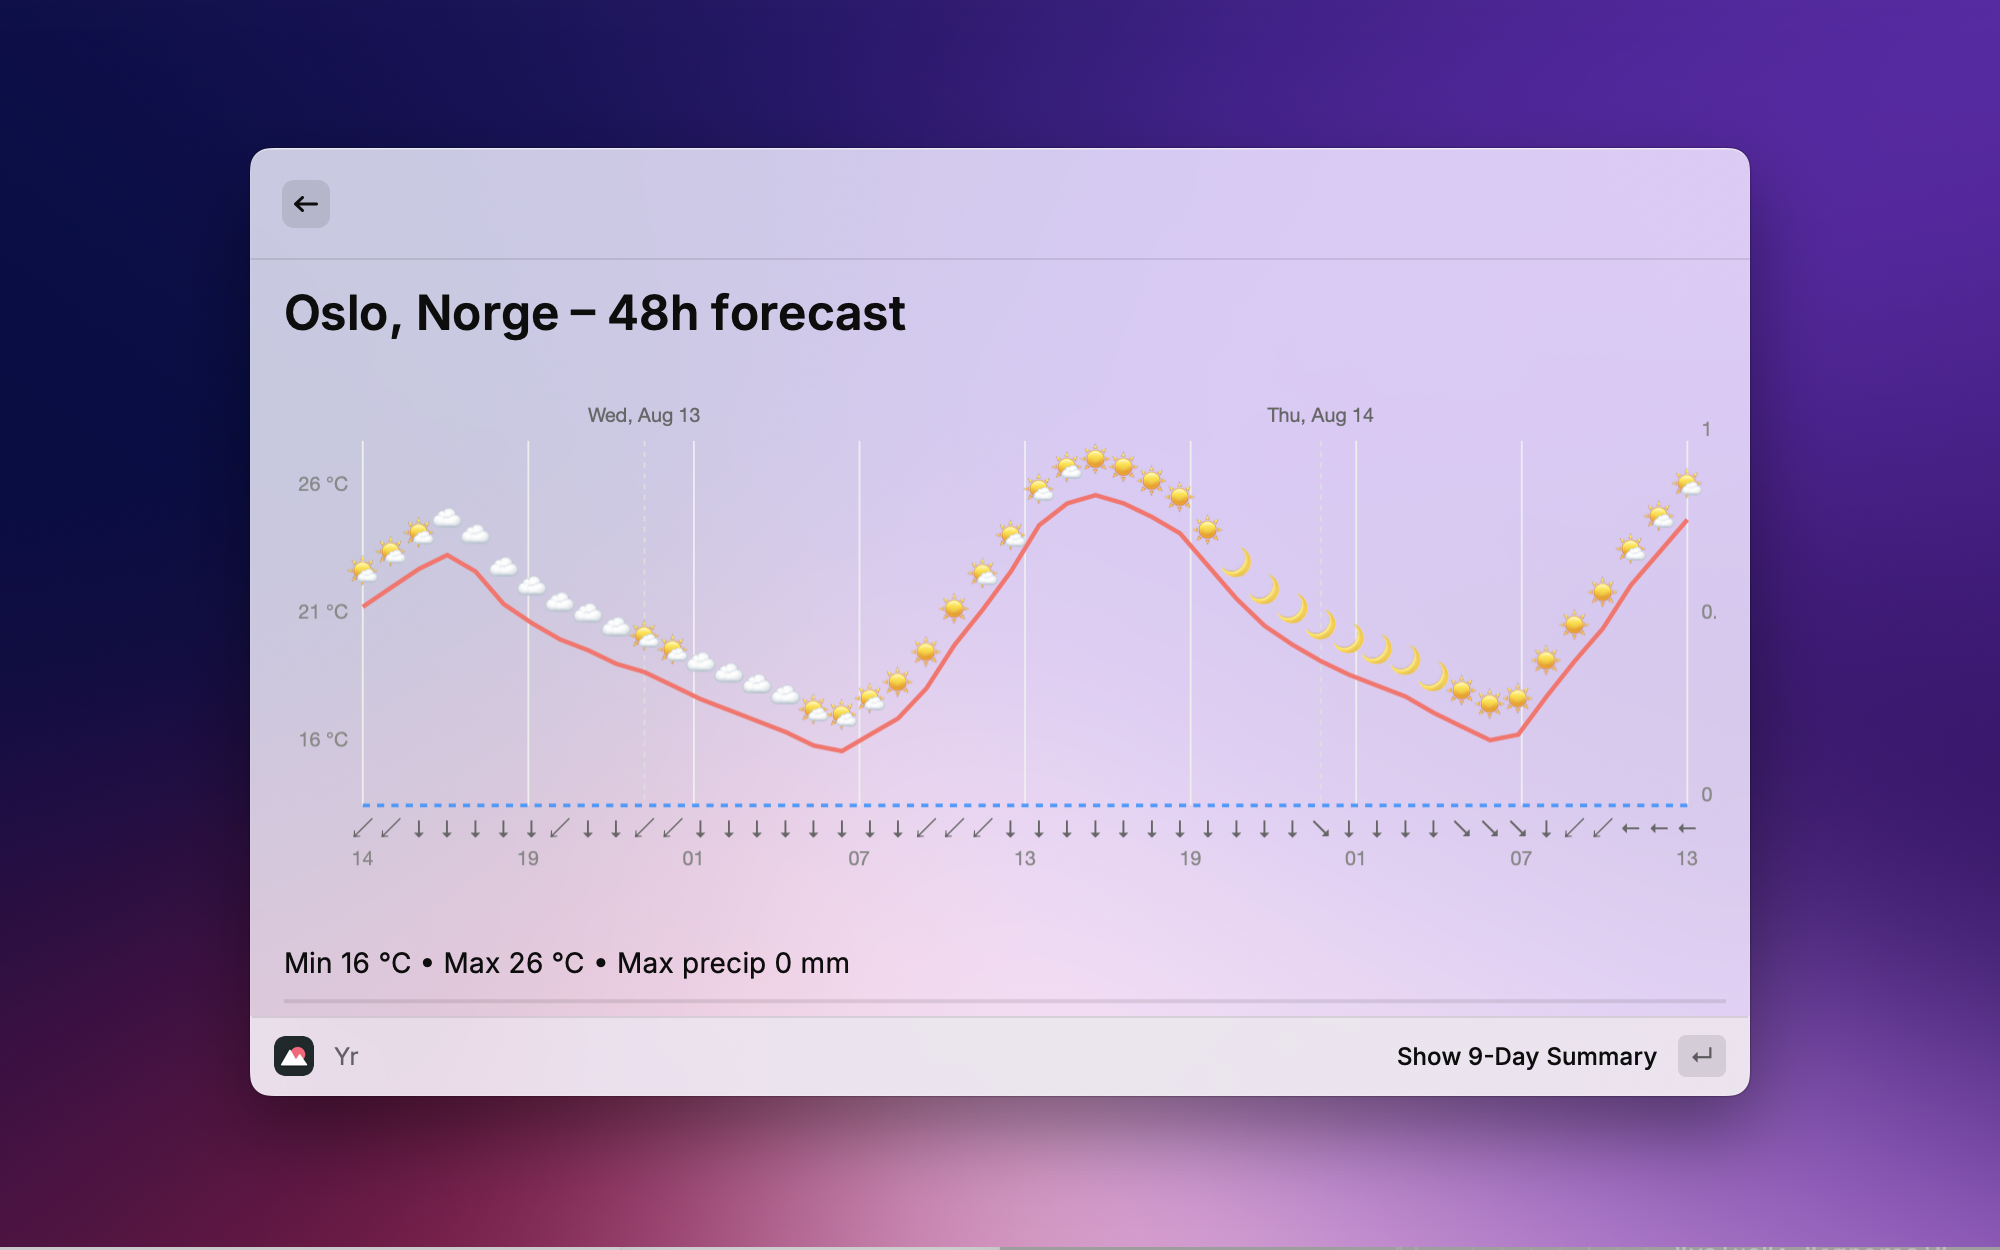 Oslo, Norge – 48h forecast
Wed, Aug 13
Thu, Aug 14
1
26 °C
21 °C
0.
16 °C
0
14 19 01 07 13 19 01 07 13
Min 16 °C • Max 26 °C • Max precip 0 mm
Yr
Show 9-Day Summary